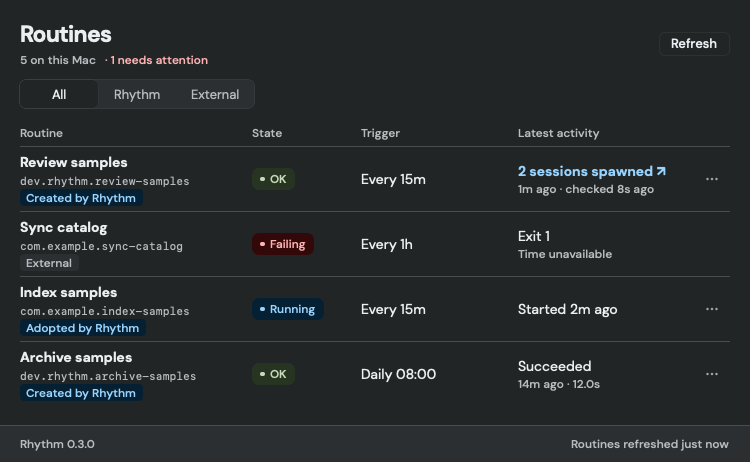 Routines
5 on this Mac · 1 needs attention
Refresh
All Rhythm External
Routine State Trigger Latest activity
Review samples
dev.rhythm.review-samples
Created by Rhythm
• OK
Every 15m
2 sessions spawned ↗
1m ago · checked 8s ago
···
Sync catalog
com.example.sync-catalog
External
• Failing
Every 1h
Exit 1
Time unavailable
Index samples
com.example.index-samples
Adopted by Rhythm
• Running
Every 15m
Started 2m ago
···
Archive samples
dev.rhythm.archive-samples
Created by Rhythm
• OK
Daily 08:00
Succeeded
14m ago · 12.0s
···
Rhythm 0.3.0
Routines refreshed just now